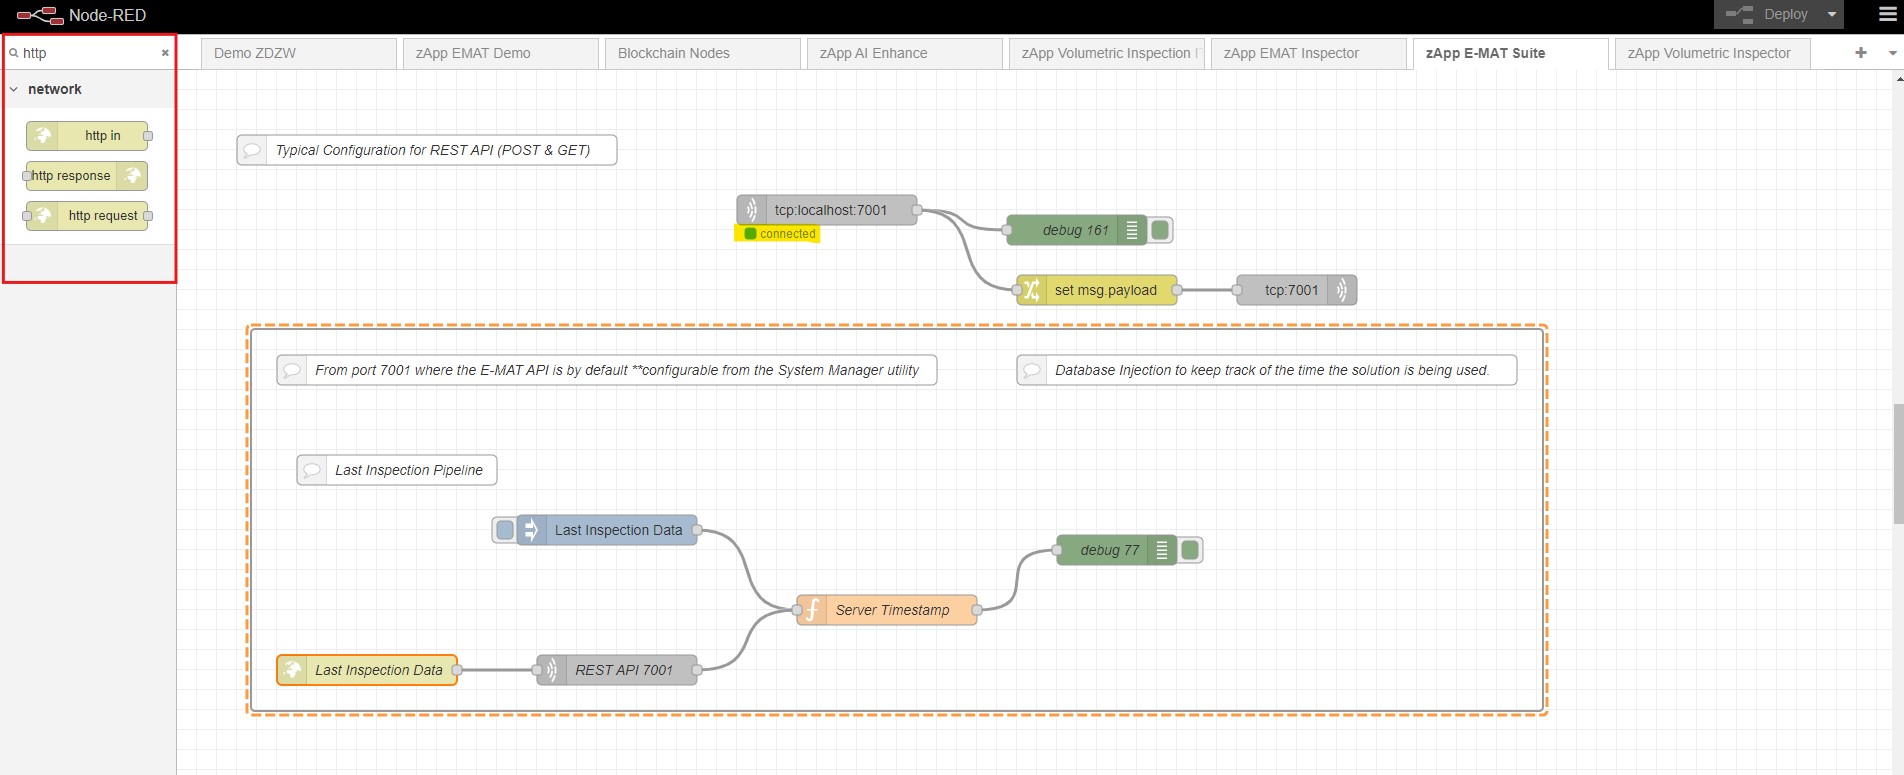 Node-RED
Deploy
http
Demo ZDZW
zApp EMAT Demo
Blockchain Nodes
zApp AI Enhance
zApp Volumetric Inspection
zApp EMAT Inspector
zApp E-MAT Suite
zApp Volumetric Inspector
network
http in
http response
http request
Typical Configuration for REST API (POST & GET)
tcp:localhost:7001
connected
debug 161
set msg.payload
tcp:7001
From port 7001 where the E-MAT API is by default **configurable from the System Manager utility
Database Injection to keep track of the time the solution is being used.
Last Inspection Pipeline
Last Inspection Data
debug 77
Server Timestamp
Last Inspection Data
REST API 7001